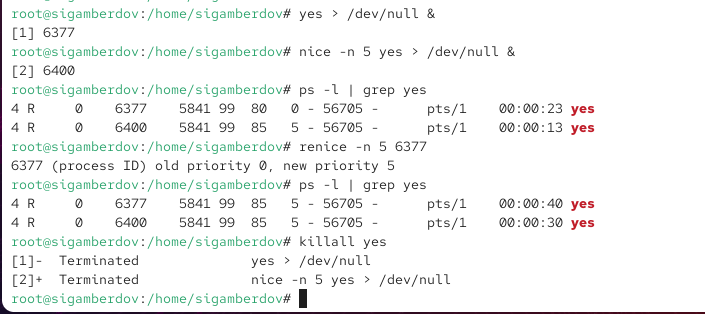 root@sigamberdov:/home/sigamberdov# yes > /dev/null &
[1] 6377
root@sigamberdov:/home/sigamberdov# nice -n 5 yes > /dev/null &
[2] 6400
root@sigamberdov:/home/sigamberdov# ps -l | grep yes
4 R     0    6377    5841 99  80   0 - 56705 -      pts/1    00:00:23 yes
4 R     0    6400    5841 99  85   5 - 56705 -      pts/1    00:00:13 yes
root@sigamberdov:/home/sigamberdov# renice -n 5 6377
6377 (process ID) old priority 0, new priority 5
root@sigamberdov:/home/sigamberdov# ps -l | grep yes
4 R     0    6377    5841 99  85   5 - 56705 -      pts/1    00:00:40 yes
4 R     0    6400    5841 99  85   5 - 56705 -      pts/1    00:00:30 yes
root@sigamberdov:/home/sigamberdov# killall yes
[1]-  Terminated              yes > /dev/null
[2]+  Terminated              nice -n 5 yes > /dev/null
root@sigamberdov:/home/sigamberdov#